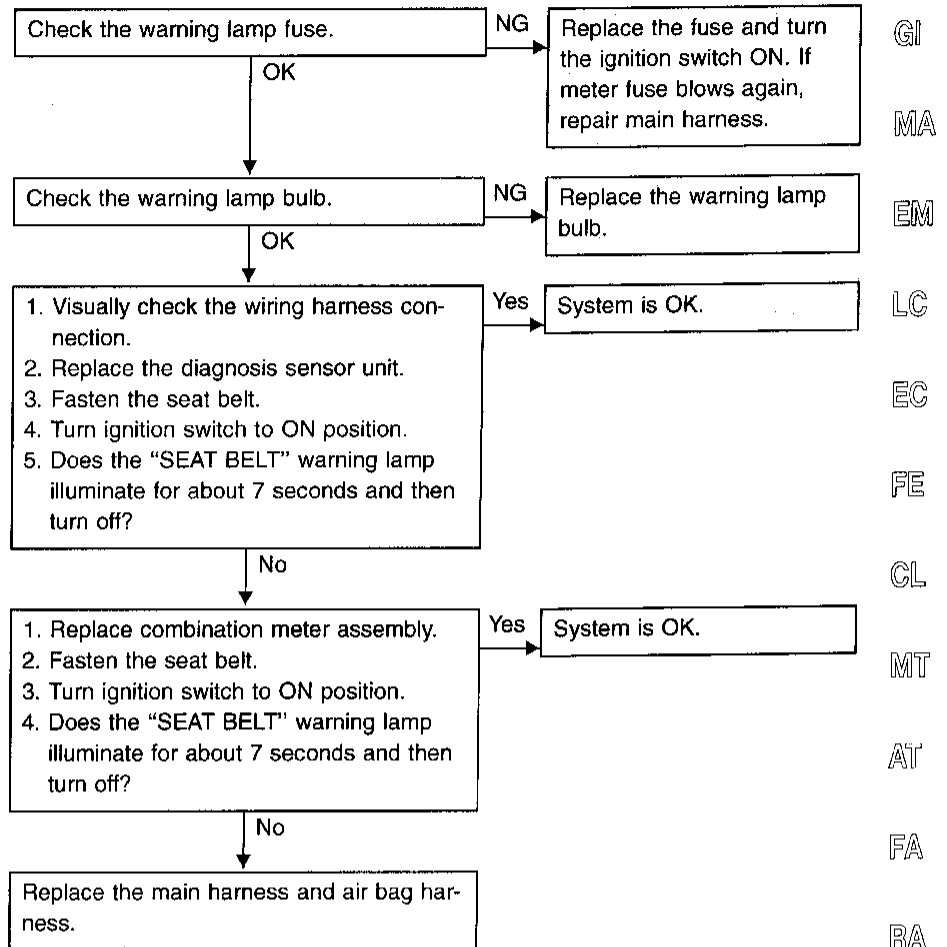 Check the warning lamp fuse.
NG
Replace the fuse and turn
the ignition switch ON. If
meter fuse blows again,
repair main harness.
OK
Check the warning lamp bulb.
NG
Replace the warning lamp
bulb.
OK
1. Visually check the wiring harness con-
nection.
2. Replace the diagnosis sensor unit.
3. Fasten the seat belt.
4. Turn ignition switch to ON position.
5. Does the “SEAT BELT” warning lamp
illuminate for about 7 seconds and then
turn off?
Yes
System is OK.
No
1. Replace combination meter assembly.
2. Fasten the seat belt.
3. Turn ignition switch to ON position.
4. Does the “SEAT BELT” warning lamp
illuminate for about 7 seconds and then
turn off?
Yes
System is OK.
No
Replace the main harness and air bag har-
ness.
GI
MA
EM
LC
EC
FE
CL
MT
AT
FA
RA